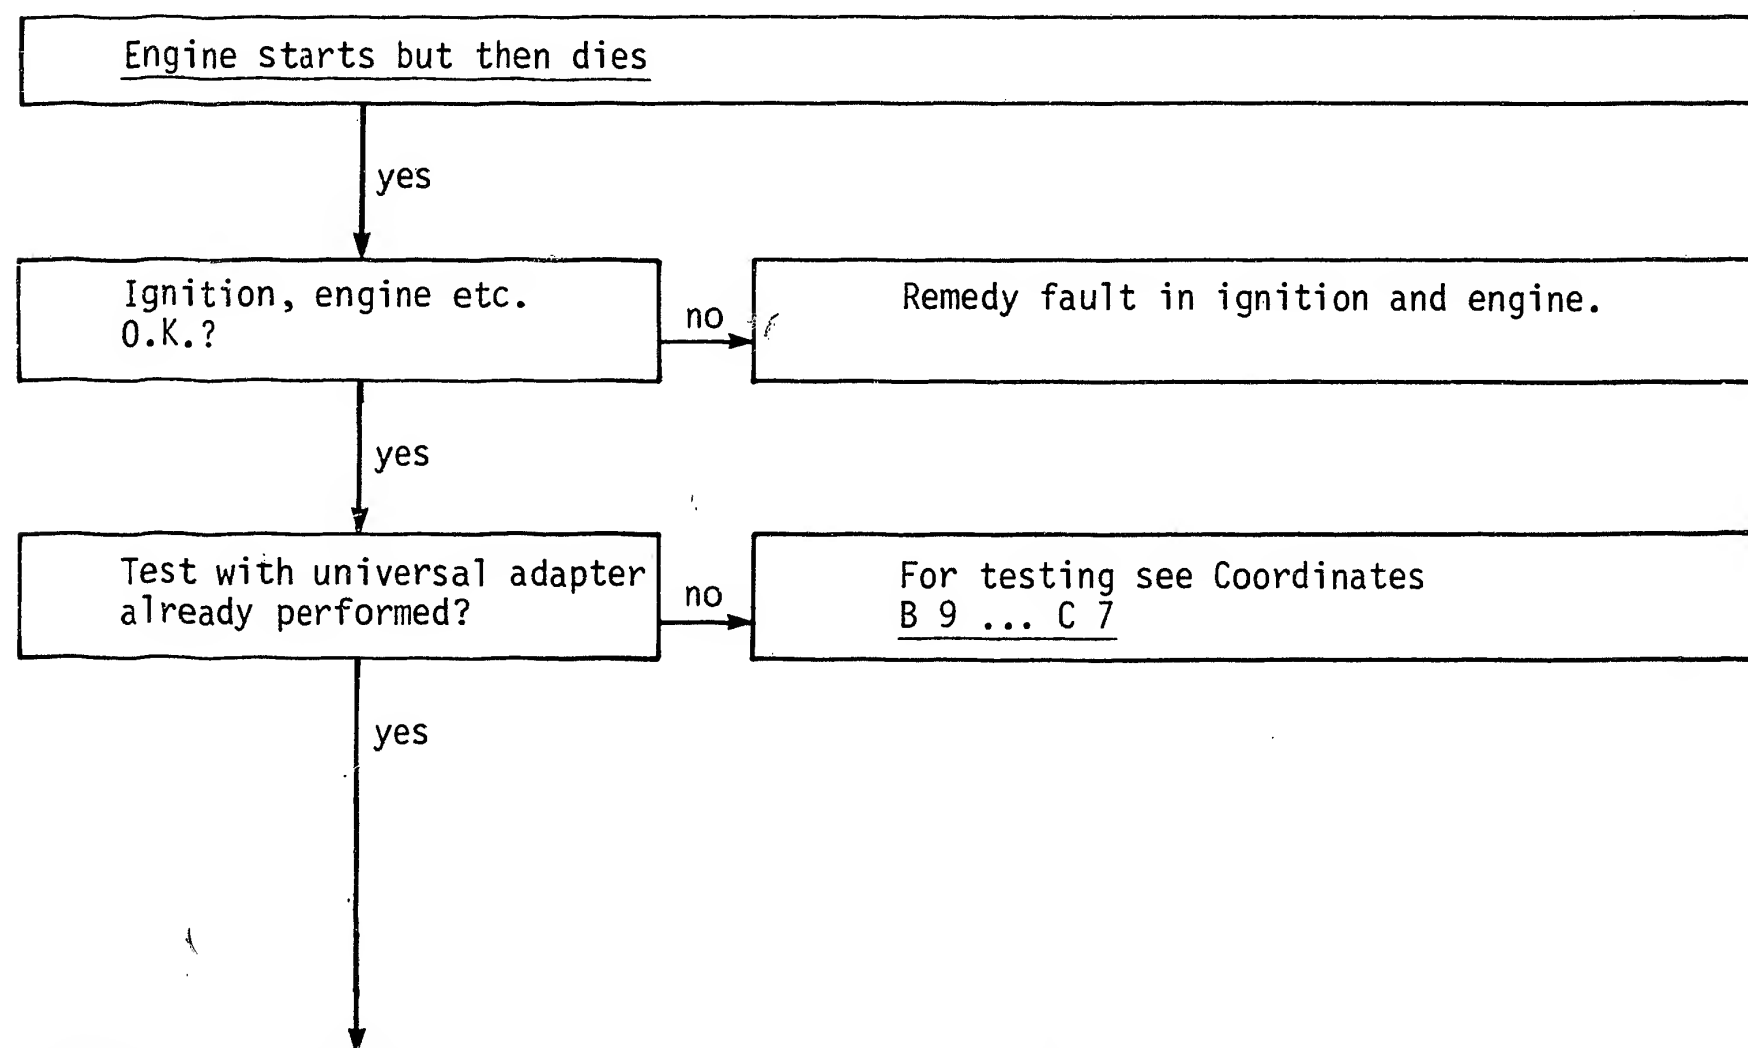 Engine starts but then dies
yes
Ignition, engine etc.
O.K.?
no
Remedy fault in ignition and engine.
yes
Test with universal adapter
already performed?
no
For testing see Coordinates
B 9 ... C 7
yes